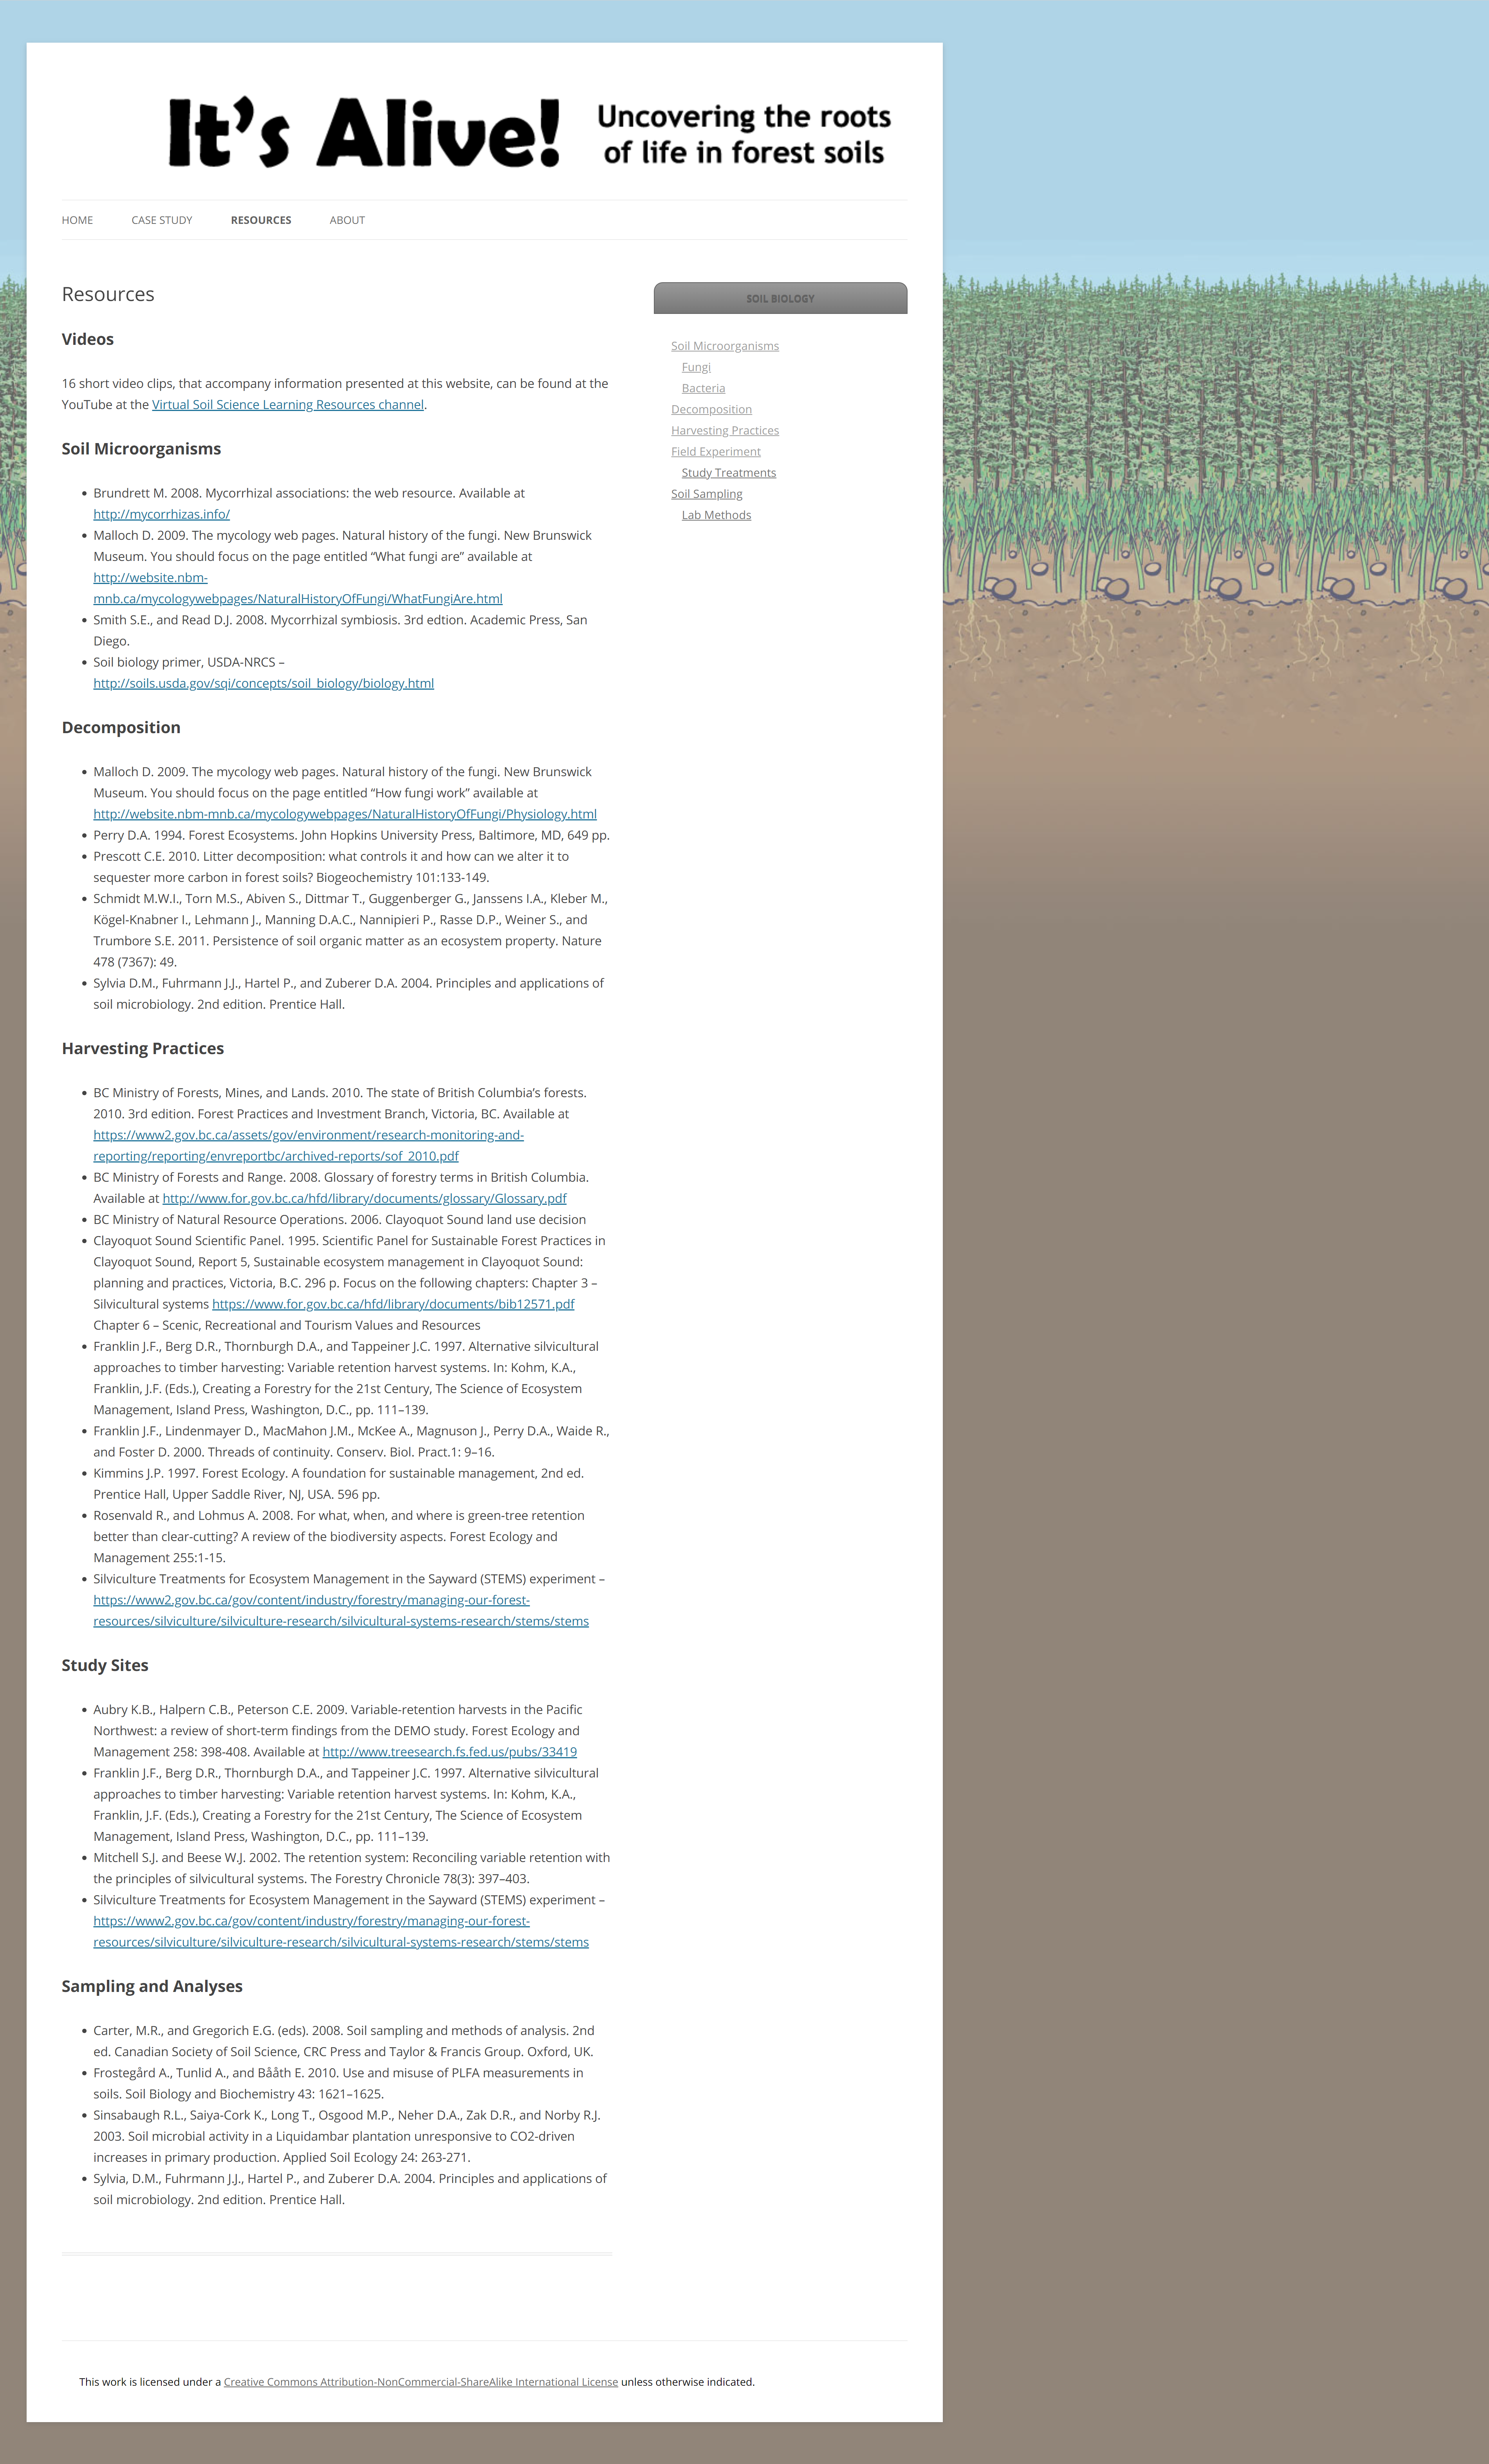 It's Alive!
Uncovering the roots
of life in forest soils
HOME CASE STUDY RESOURCES ABOUT
Resources
Videos
16 short video clips, that accompany information presented at this website, can be found at the
YouTube at the Virtual Soil Science Learning Resources channel.
Soil Microorganisms
• Brundrett M. 2008. Mycorrhizal associations: the web resource. Available at
http://mycorrhizas.info/
• Malloch D. 2009. The mycology web pages. Natural history of the fungi. New Brunswick
Museum. You should focus on the page entitled “What fungi are” available at
http://website.nbm-
mnb.ca/mycologywebpages/NaturalHistoryOfFungi/WhatFungiAre.html
• Smith S.E., and Read D.J. 2008. Mycorrhizal symbiosis. 3rd edtion. Academic Press, San
Diego.
• Soil biology primer, USDA-NRCS –
http://soils.usda.gov/sqi/concepts/soil_biology/biology.html
Decomposition
• Malloch D. 2009. The mycology web pages. Natural history of the fungi. New Brunswick
Museum. You should focus on the page entitled “How fungi work” available at
http://website.nbm-mnb.ca/mycologywebpages/NaturalHistoryOfFungi/Physiology.html
• Perry D.A. 1994. Forest Ecosystems. John Hopkins University Press, Baltimore, MD, 649 pp.
• Prescott C.E. 2010. Litter decomposition: what controls it and how can we alter it to
sequester more carbon in forest soils? Biogeochemistry 101:133-149.
• Schmidt M.W.I., Torn M.S., Abiven S., Dittmar T., Guggenberger G., Janssens I.A., Kleber M.,
Kögel-Knabner I., Lehmann J., Manning D.A.C., Nannipieri P., Rasse D.P., Weiner S., and
Trumbore S.E. 2011. Persistence of soil organic matter as an ecosystem property. Nature
478 (7367): 49.
• Sylvia D.M., Fuhrmann J.J., Hartel P., and Zuberer D.A. 2004. Principles and applications of
soil microbiology. 2nd edition. Prentice Hall.
Harvesting Practices
• BC Ministry of Forests, Mines, and Lands. 2010. The state of British Columbia’s forests.
2010. 3rd edition. Forest Practices and Investment Branch, Victoria, BC. Available at
https://www2.gov.bc.ca/assets/gov/environment/research-monitoring-and-
reporting/reporting/envreportbc/archived-reports/sof_2010.pdf
• BC Ministry of Forests and Range. 2008. Glossary of forestry terms in British Columbia.
Available at http://www.for.gov.bc.ca/hfd/library/documents/glossary/Glossary.pdf
• BC Ministry of Natural Resource Operations. 2006. Clayoquot Sound land use decision
• Clayoquot Sound Scientific Panel. 1995. Scientific Panel for Sustainable Forest Practices in
Clayoquot Sound, Report 5, Sustainable ecosystem management in Clayoquot Sound:
planning and practices, Victoria, B.C. 296 p. Focus on the following chapters: Chapter 3 –
Silvicultural systems https://www.for.gov.bc.ca/hfd/library/documents/bib12571.pdf
Chapter 6 – Scenic, Recreational and Tourism Values and Resources
• Franklin J.F., Berg D.R., Thornburgh D.A., and Tappeiner J.C. 1997. Alternative silvicultural
approaches to timber harvesting: Variable retention harvest systems. In: Kohm, K.A.,
Franklin, J.F. (Eds.), Creating a Forestry for the 21st Century, The Science of Ecosystem
Management, Island Press, Washington, D.C., pp. 111–139.
• Franklin J.F., Lindenmayer D., MacMahon J.M., McKee A., Magnuson J., Perry D.A., Waide R.,
and Foster D. 2000. Threads of continuity. Conserv. Biol. Pract.1: 9–16.
• Kimmins J.P. 1997. Forest Ecology. A foundation for sustainable management, 2nd ed.
Prentice Hall, Upper Saddle River, NJ, USA. 596 pp.
• Rosenvald R., and Lohmus A. 2008. For what, when, and where is green-tree retention
better than clear-cutting? A review of the biodiversity aspects. Forest Ecology and
Management 255:1-15.
• Silviculture Treatments for Ecosystem Management in the Sayward (STEMS) experiment –
https://www2.gov.bc.ca/gov/content/industry/forestry/managing-our-forest-
resources/silviculture/silviculture-research/silvicultural-systems-research/stems/stems
Study Sites
• Aubry K.B., Halpern C.B., Peterson C.E. 2009. Variable-retention harvests in the Pacific
Northwest: a review of short-term findings from the DEMO study. Forest Ecology and
Management 258: 398-408. Available at http://www.treesearch.fs.fed.us/pubs/33419
• Franklin J.F., Berg D.R., Thornburgh D.A., and Tappeiner J.C. 1997. Alternative silvicultural
approaches to timber harvesting: Variable retention harvest systems. In: Kohm, K.A.,
Franklin, J.F. (Eds.), Creating a Forestry for the 21st Century, The Science of Ecosystem
Management, Island Press, Washington, D.C., pp. 111–139.
• Mitchell S.J. and Beese W.J. 2002. The retention system: Reconciling variable retention with
the principles of silvicultural systems. The Forestry Chronicle 78(3): 397–403.
• Silviculture Treatments for Ecosystem Management in the Sayward (STEMS) experiment –
https://www2.gov.bc.ca/gov/content/industry/forestry/managing-our-forest-
resources/silviculture/silviculture-research/silvicultural-systems-research/stems/stems
Sampling and Analyses
• Carter, M.R., and Gregorich E.G. (eds). 2008. Soil sampling and methods of analysis. 2nd
ed. Canadian Society of Soil Science, CRC Press and Taylor & Francis Group. Oxford, UK.
• Frostegård A., Tunlid A., and Bååth E. 2010. Use and misuse of PLFA measurements in
soils. Soil Biology and Biochemistry 43: 1621–1625.
• Sinsabaugh R.L., Saiya-Cork K., Long T., Osgood M.P., Neher D.A., Zak D.R., and Norby R.J.
2003. Soil microbial activity in a Liquidambar plantation unresponsive to CO2-driven
increases in primary production. Applied Soil Ecology 24: 263-271.
• Sylvia, D.M., Fuhrmann J.J., Hartel P., and Zuberer D.A. 2004. Principles and applications of
soil microbiology. 2nd edition. Prentice Hall.
SOIL BIOLOGY
Soil Microorganisms
Fungi
Bacteria
Decomposition
Harvesting Practices
Field Experiment
Study Treatments
Soil Sampling
Lab Methods
This work is licensed under a Creative Commons Attribution-NonCommercial-ShareAlike International License unless otherwise indicated.